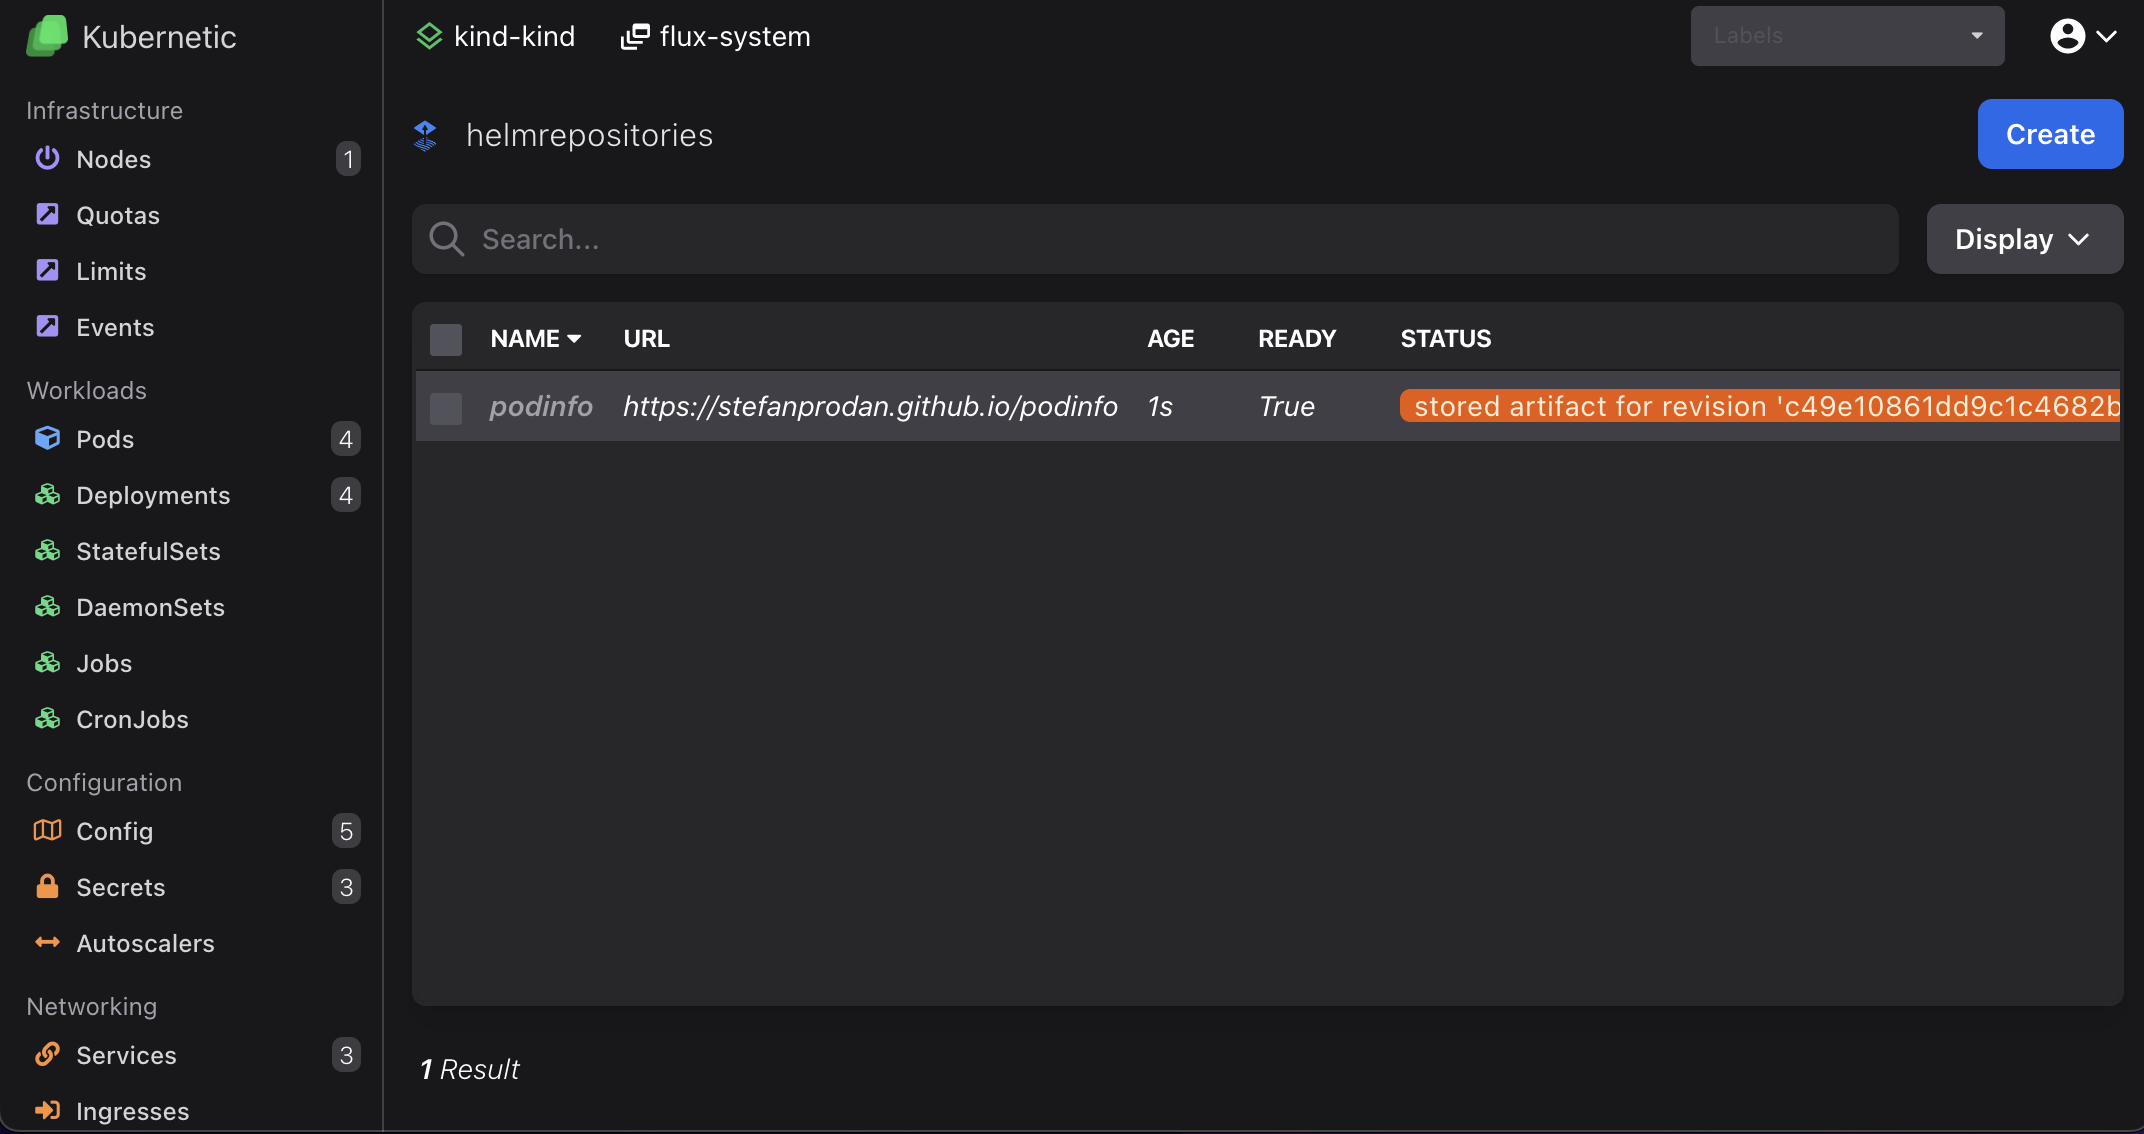 Kubernetic
Infrastructure
Nodes 1
Quotas
Limits
Events
Workloads
Pods 4
Deployments 4
StatefulSets
DaemonSets
Jobs
CronJobs
Configuration
Config 5
Secrets 3
Autoscalers
Networking
Services 3
Ingresses
kind-kind flux-system Labels
helmrepositories Create
Search... Display
NAME URL AGE READY STATUS
podinfo https://stefanprodan.github.io/podinfo 1s True stored artifact for revision 'c49e10861dd9c1c4682b
1 Result